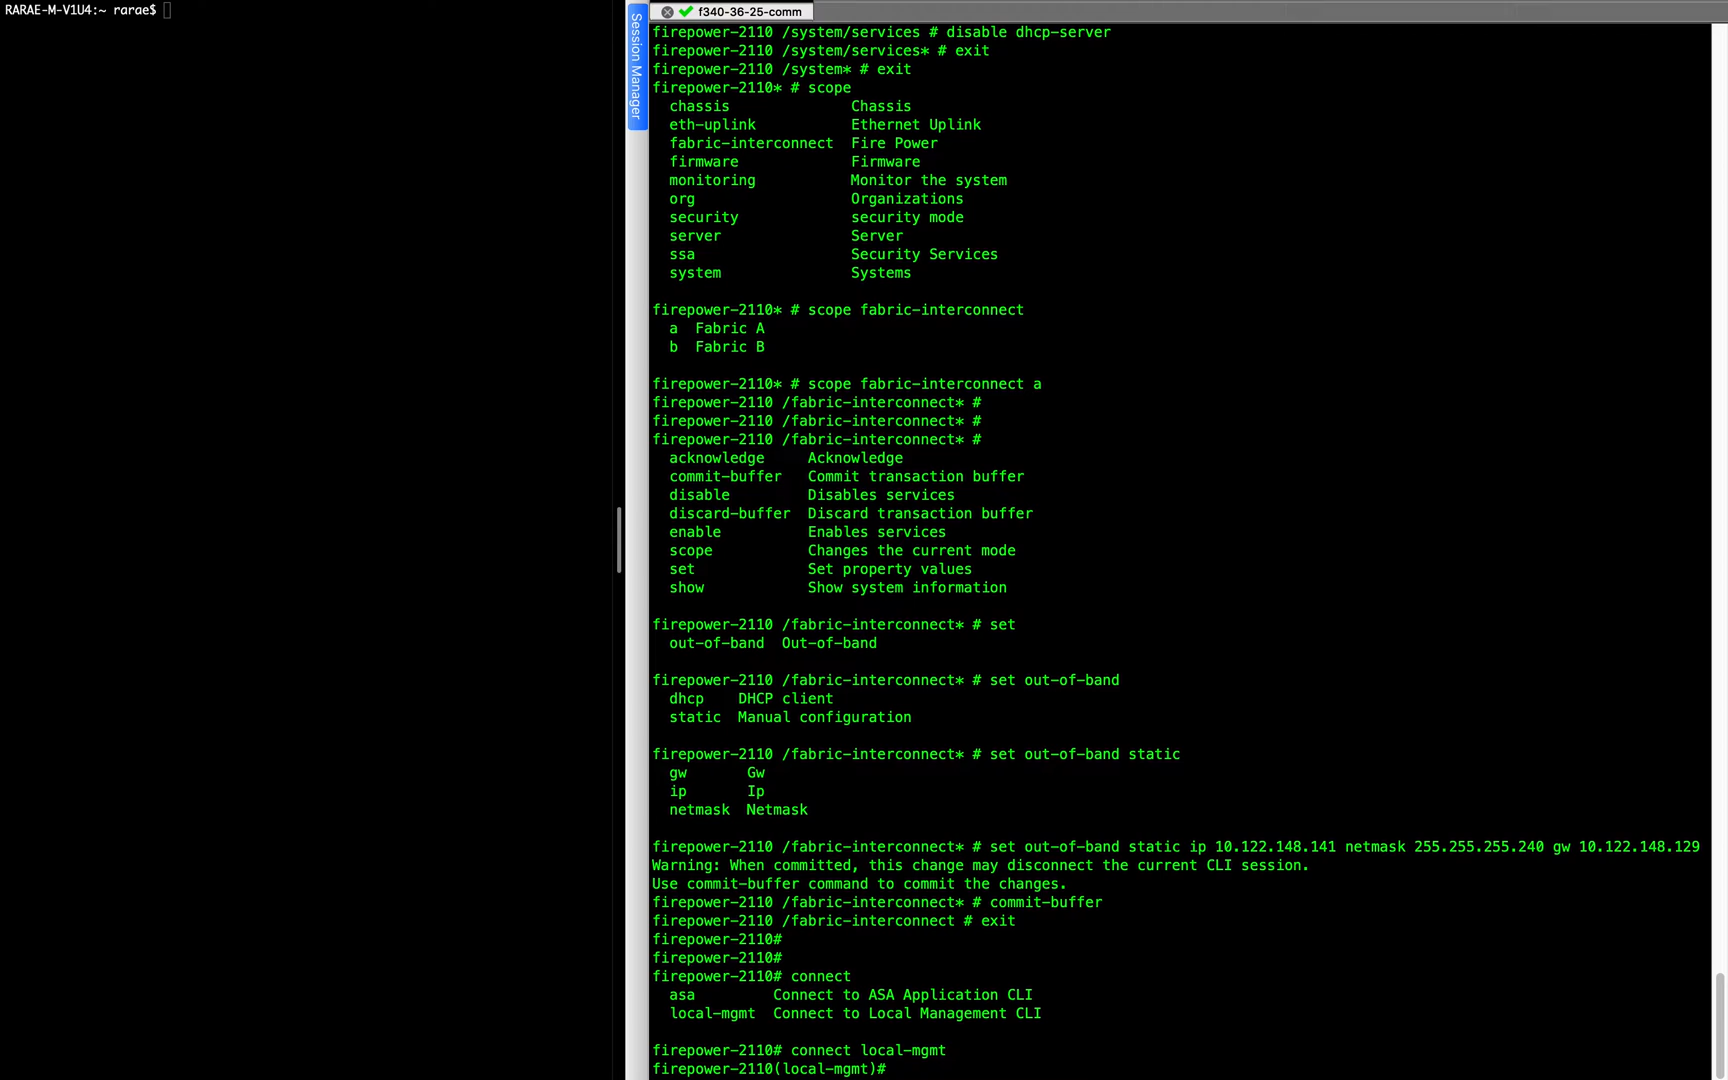 RARAE-M-V1U4:~ rarae$
Session Manager
f340-36-25-comm
firepower-2110 /system/services # disable dhcp-server
firepower-2110 /system/services* # exit
firepower-2110 /system* # exit
firepower-2110* # scope
chassis Chassis
eth-uplink Ethernet Uplink
fabric-interconnect Fire Power
firmware Firmware
monitoring Monitor the system
org Organizations
security security mode
server Server
ssa Security Services
system Systems
firepower-2110* # scope fabric-interconnect
a Fabric A
b Fabric B
firepower-2110* # scope fabric-interconnect a
firepower-2110 /fabric-interconnect* #
firepower-2110 /fabric-interconnect* #
firepower-2110 /fabric-interconnect* #
acknowledge Acknowledge
commit-buffer Commit transaction buffer
disable Disables services
discard-buffer Discard transaction buffer
enable Enables services
scope Changes the current mode
set Set property values
show Show system information
firepower-2110 /fabric-interconnect* # set
out-of-band Out-of-band
firepower-2110 /fabric-interconnect* # set out-of-band
dhcp DHCP client
static Manual configuration
firepower-2110 /fabric-interconnect* # set out-of-band static
gw Gw
ip Ip
netmask Netmask
firepower-2110 /fabric-interconnect* # set out-of-band static ip 10.122.148.141 netmask 255.255.255.240 gw 10.122.148.129
Warning: When committed, this change may disconnect the current CLI session.
Use commit-buffer command to commit the changes.
firepower-2110 /fabric-interconnect* # commit-buffer
firepower-2110 /fabric-interconnect # exit
firepower-2110#
firepower-2110#
firepower-2110# connect
asa Connect to ASA Application CLI
local-mgmt Connect to Local Management CLI
firepower-2110# connect local-mgmt
firepower-2110(local-mgmt)#